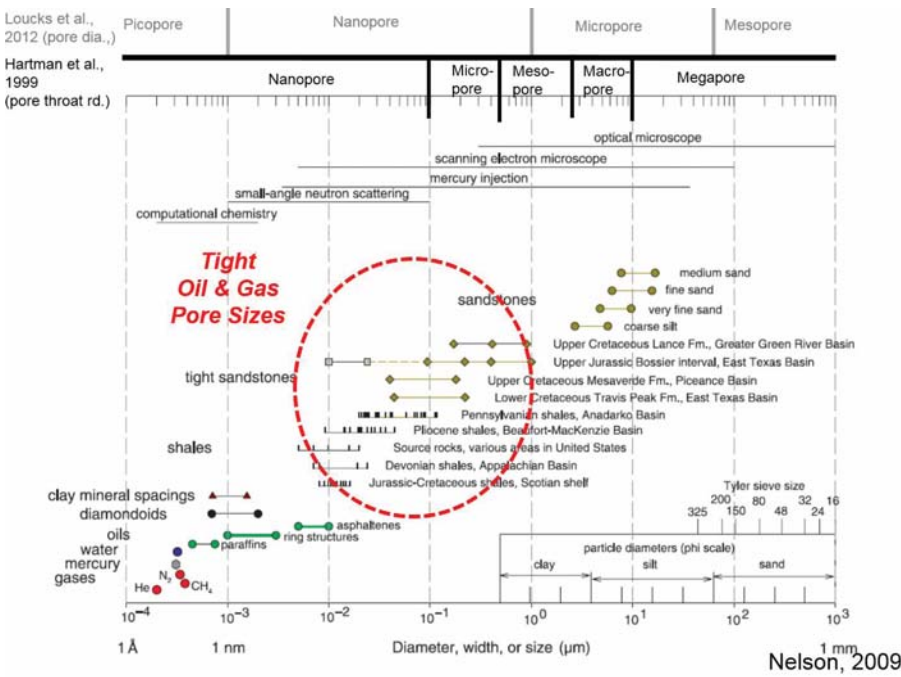 Loucks et al., 2012 (pore dia.,)
Picopore Nanopore Micropore Mesopore
Hartman et al., 1999 (pore throat rd.)
Nanopore Micro-pore Meso-pore Macro-pore Megapore
optical microscope
scanning electron microscope
mercury injection
small-angle neutron scattering
computational chemistry
Tight
Oil & Gas
Pore Sizes
sandstones
medium sand
fine sand
very fine sand
coarse silt
Upper Cretaceous Lance Fm., Greater Green River Basin
Upper Jurassic Bossier interval, East Texas Basin
tight sandstones
Upper Cretaceous Mesaverde Fm., Piceance Basin
Lower Cretaceous Travis Peak Fm., East Texas Basin
Pennsylvanian shales, Anadarko Basin
Pliocene shales, Beaufort-MacKenzie Basin
shales
Source rocks, various areas in United States
Devonian shales, Appalachian Basin
Jurassic-Cretaceous shales, Scotian shelf
clay mineral spacings
diamondoids
oils
asphaltenes
ring structures
paraffins
water
mercury
gases
N₂
He
CH₄
Tyler sieve size
200 80 32 16
325 150 48 24
particle diameters (phi scale)
clay silt sand
10⁻⁴ 10⁻³ 10⁻² 10⁻¹ 10⁰ 10¹ 10² 10³
1 Å 1 nm Diameter, width, or size (μm) 1 mm
Nelson, 2009